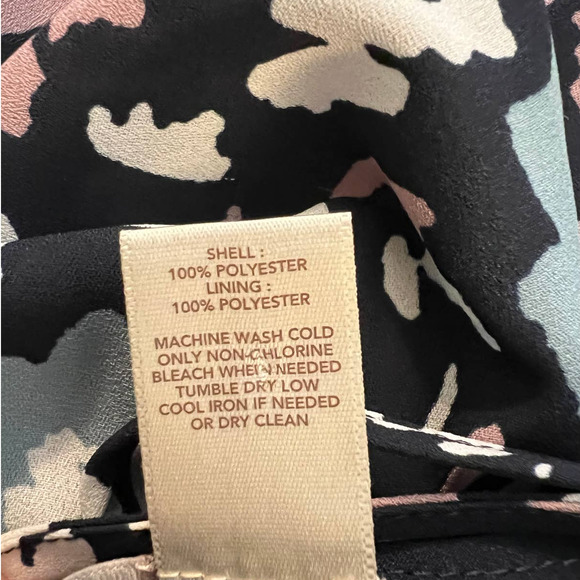 SHELL :
100% POLYESTER
LINING :
100% POLYESTER
MACHINE WASH COLD
ONLY NON-CHLORINE
BLEACH WHEN NEEDED
TUMBLE DRY LOW
COOL IRON IF NEEDED
OR DRY CLEAN